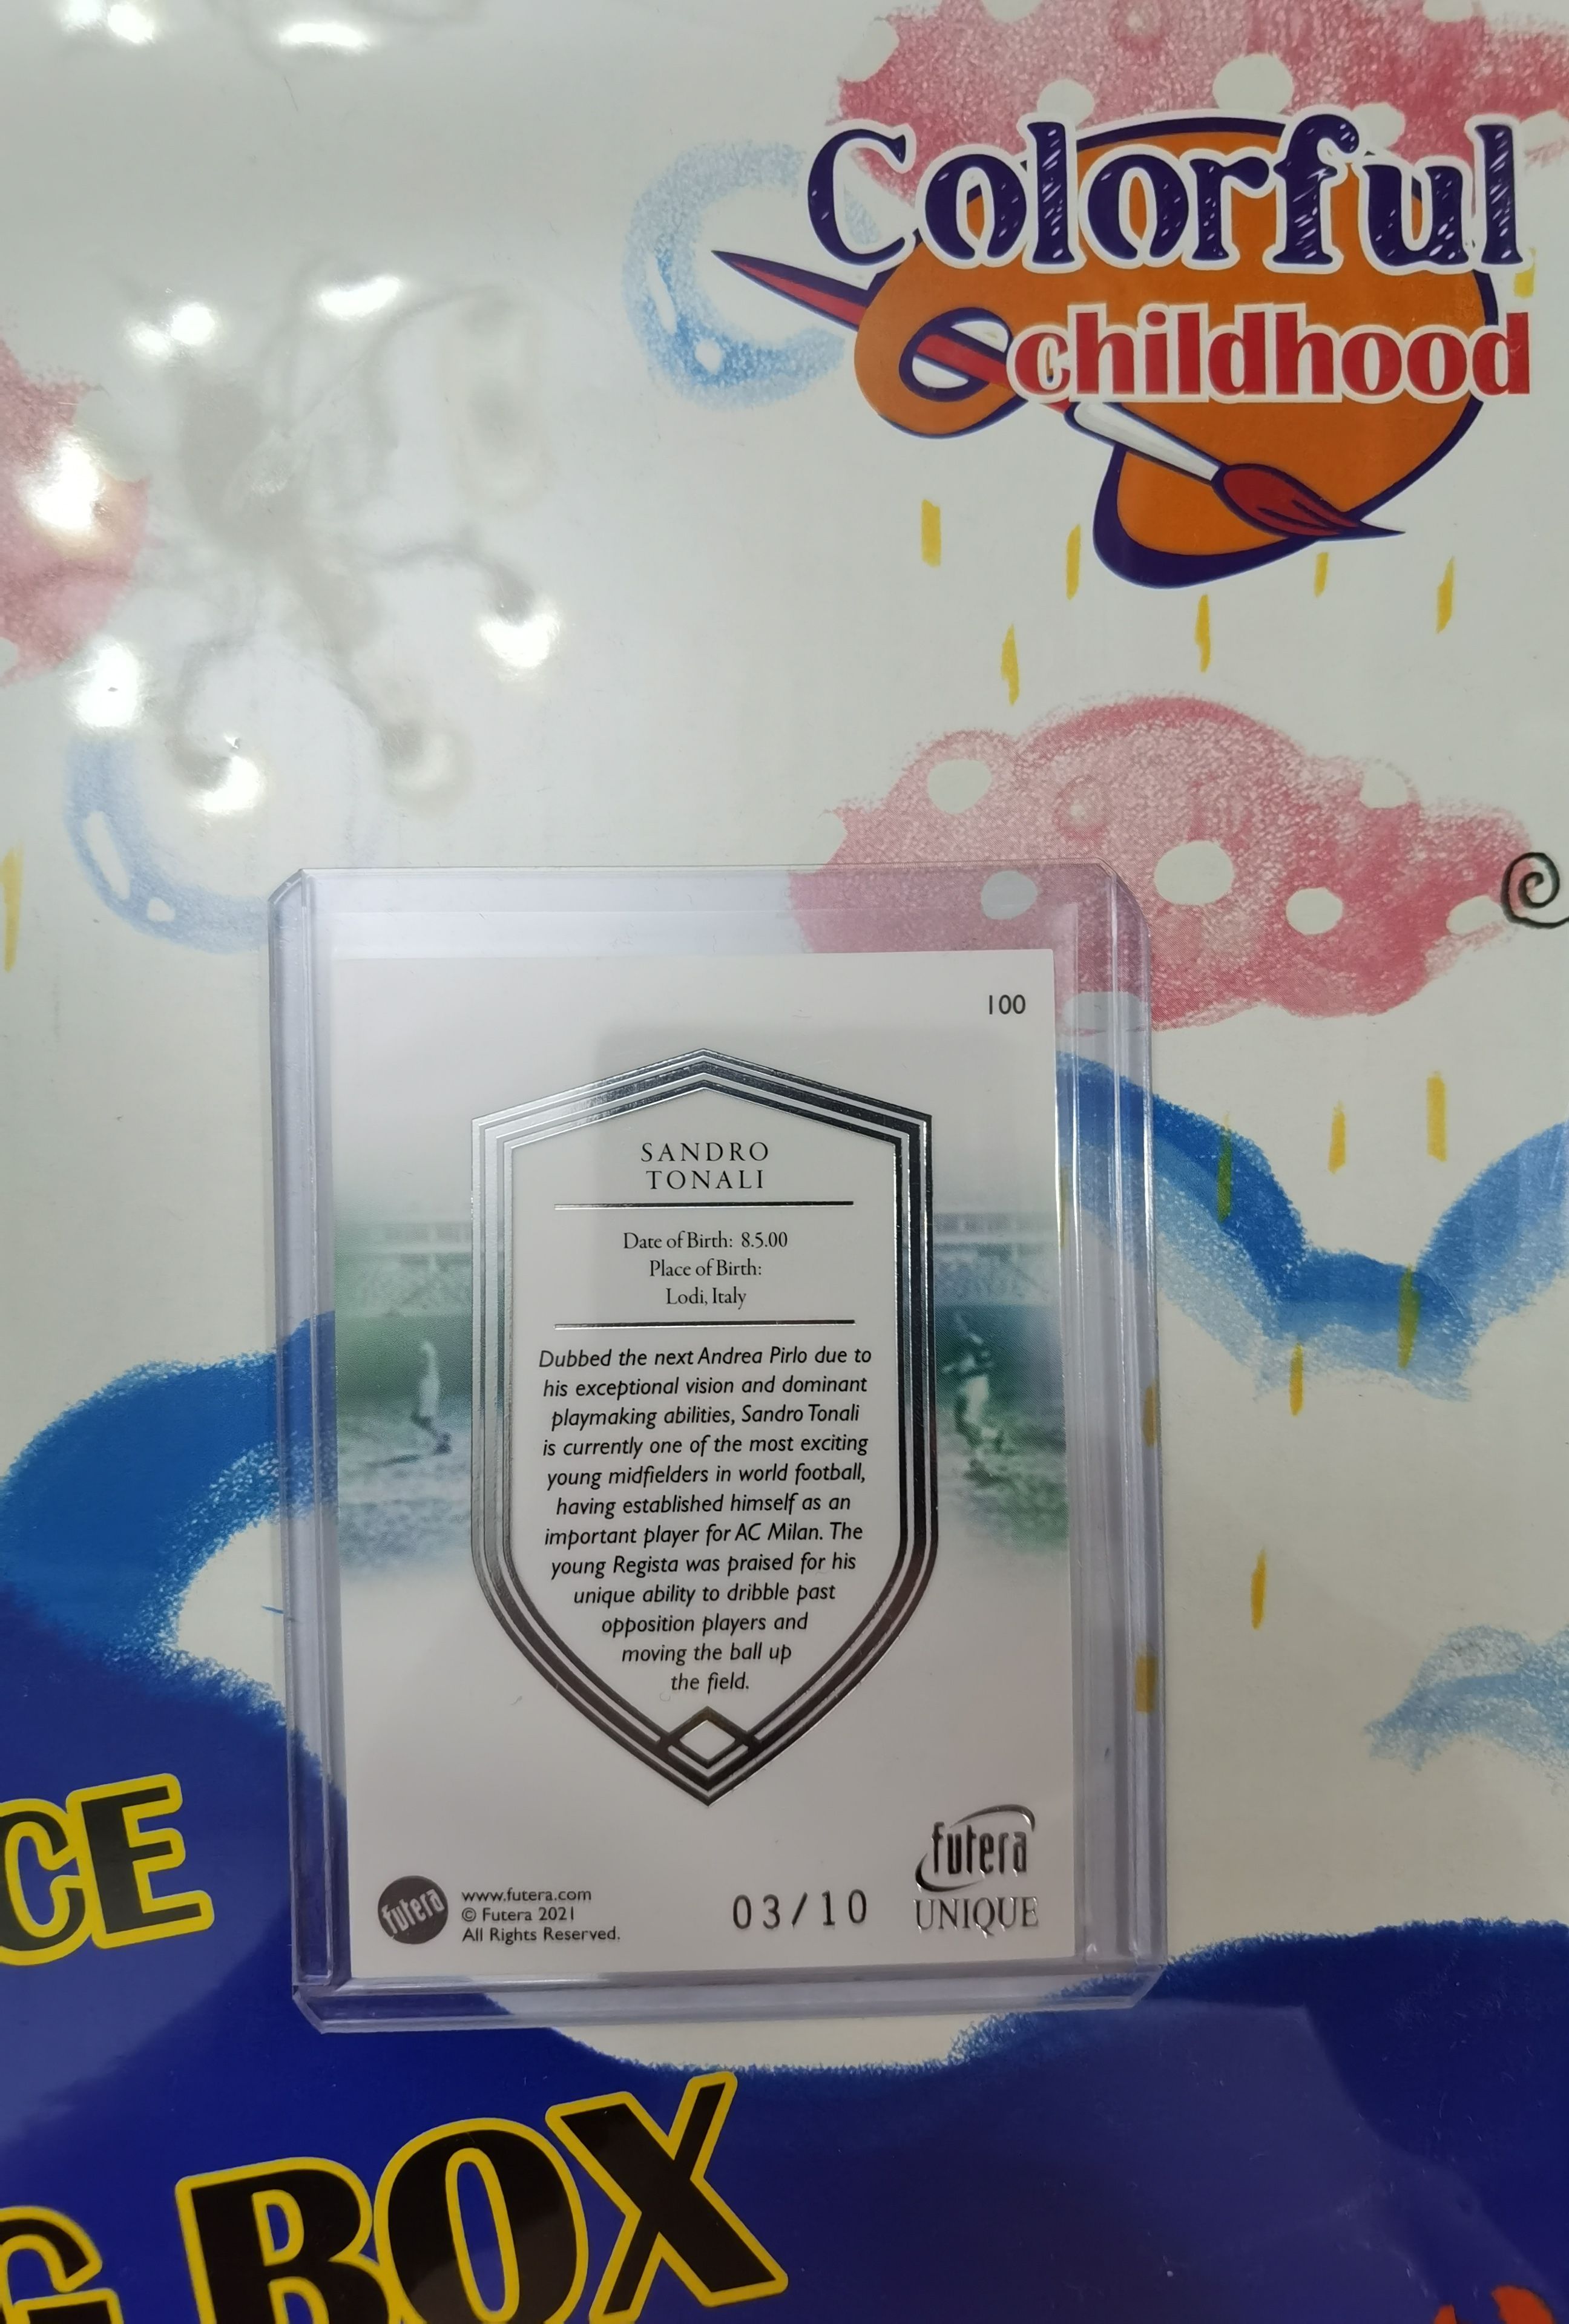 Colorful
childhood
100
SANDRO
TONALI
Date of Birth: 8.5.00
Place of Birth:
Lodi, Italy
Dubbed the next Andrea Pirlo due to
his exceptional vision and dominant
playmaking abilities, Sandro Tonali
is currently one of the most exciting
young midfielders in world football,
having established himself as an
important player for AC Milan. The
young Regista was praised for his
unique ability to dribble past
opposition players and
moving the ball up
the field.
futera
www.futera.com
© Futera 2021
All Rights Reserved.
03/10
futera
UNIQUE
CE
G BOX